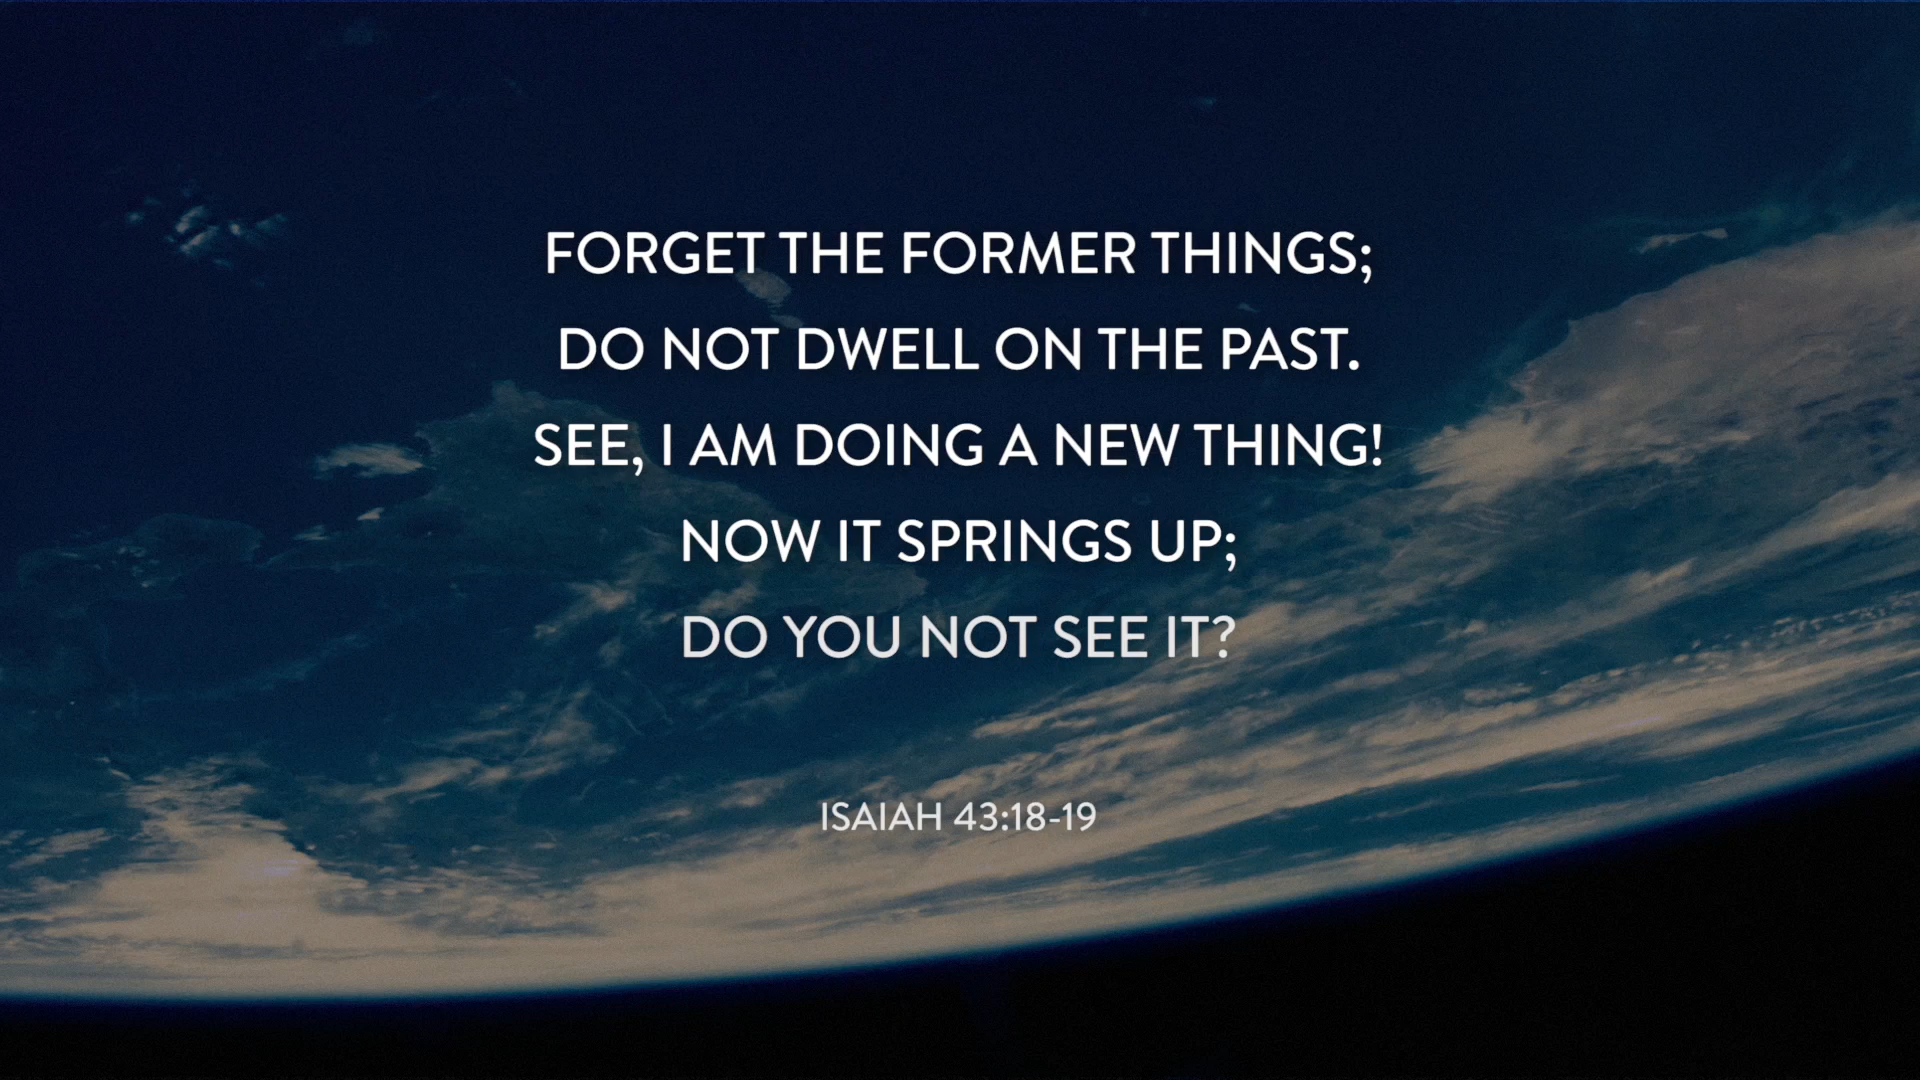 FORGET THE FORMER THINGS;
DO NOT DWELL ON THE PAST.
SEE, I AM DOING A NEW THING!
NOW IT SPRINGS UP;
DO YOU NOT SEE IT?
ISAIAH 43:18-19